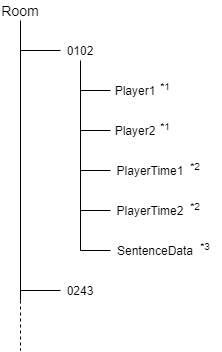 Room
0102
Player1 *1
Player2 *1
PlayerTime1 *2
PlayerTime2 *2
SentenceData *3
0243